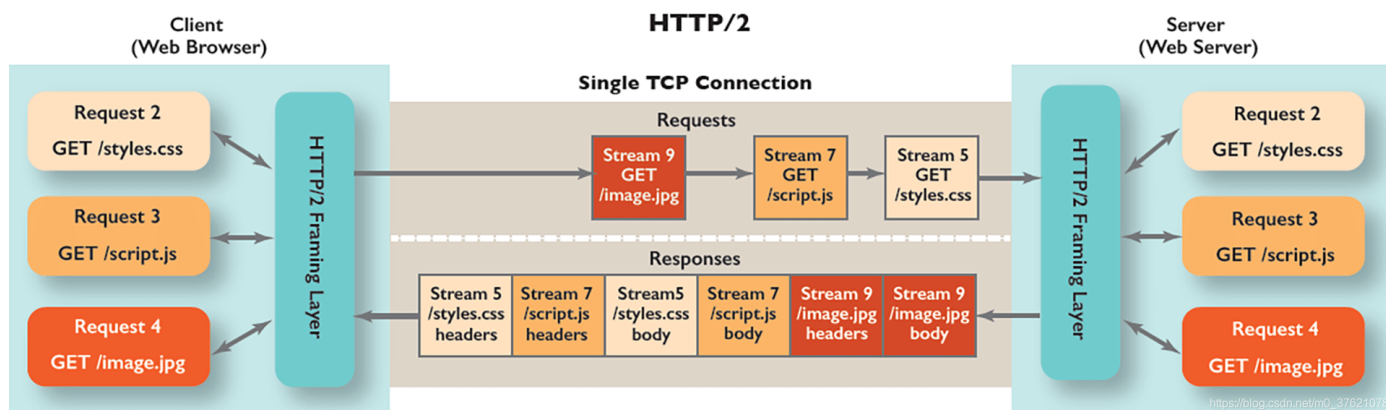 HTTP/2
Client
(Web Browser)
Server
(Web Server)
Single TCP Connection
Request 2
GET /styles.css
Request 3
GET /script.js
Request 4
GET /image.jpg
HTTP/2 Framing Layer
Requests
Stream 9
GET
/image.jpg
Stream 7
GET
/script.js
Stream 5
GET
/styles.css
Responses
Stream 5
/styles.css
headers
Stream 7
/script.js
headers
Stream5
/styles.css
body
Stream 7
/script.js
body
Stream 9
/image.jpg
headers
Stream 9
/image.jpg
body
HTTP/2 Framing Layer
Request 2
GET /styles.css
Request 3
GET /script.js
Request 4
GET /image.jpg
https://blog.csdn.net/m0_37621078